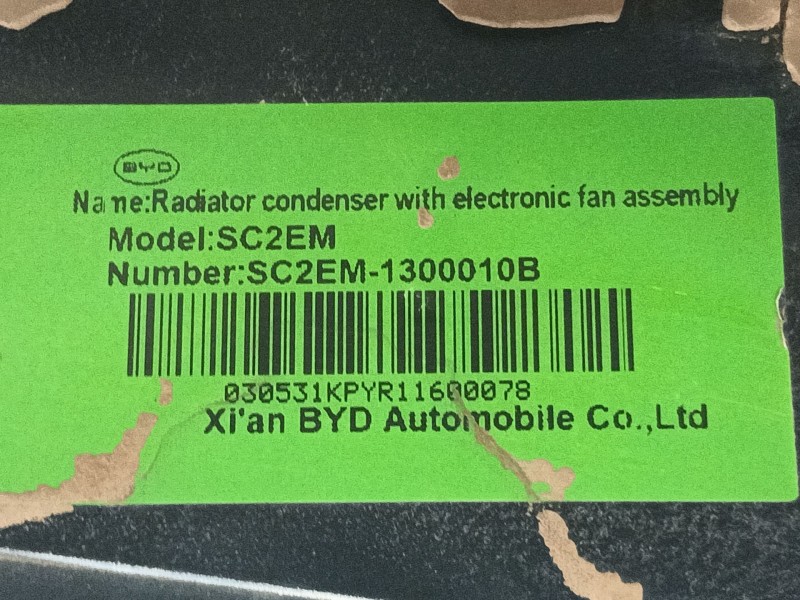 BYD
Name:Radiator condenser with electronic fan assembly
Model:SC2EM
Number:SC2EM-1300010B
030531KPYR11600078
Xi'an BYD Automobile Co.,Ltd